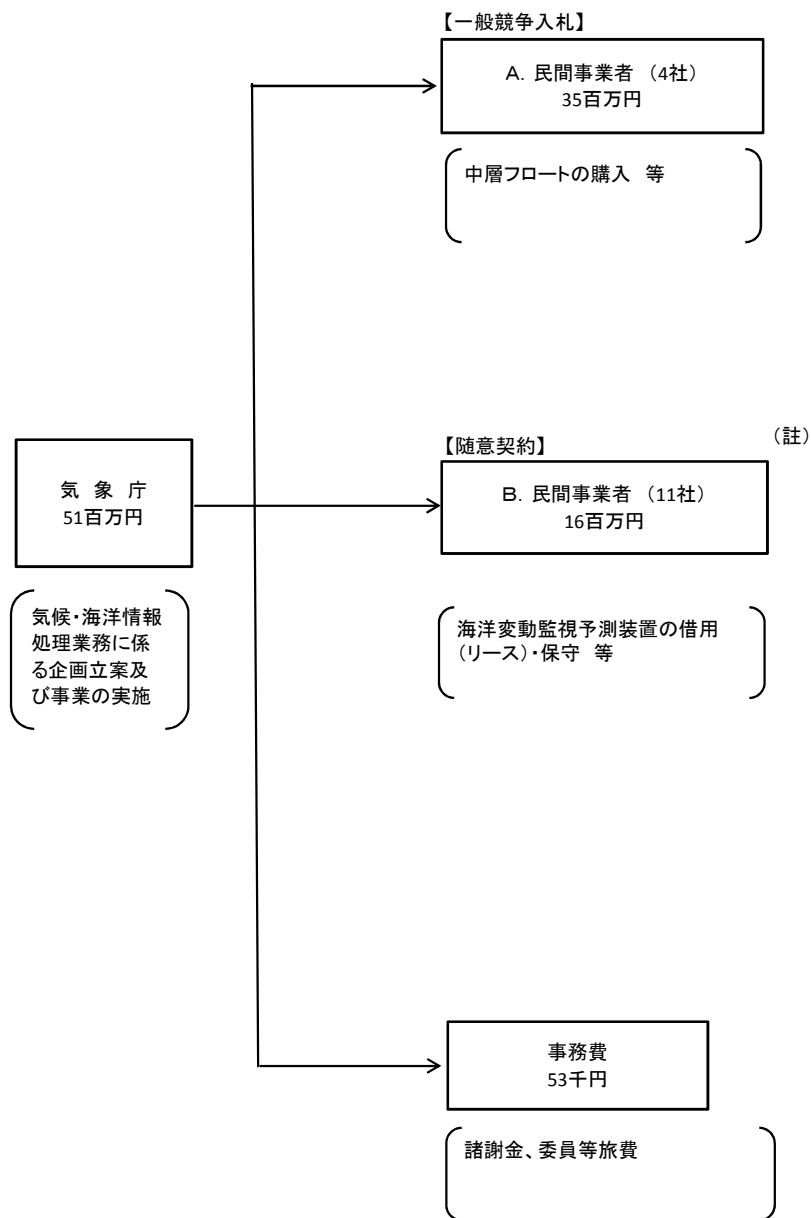 【一般競争入札】
A. 民間事業者 (4社)
35百万円
中層フロートの購入 等
【随意契約】
(註)
B. 民間事業者 (11社)
16百万円
海洋変動監視予測装置の借用
(リース)・保守 等
気 象 庁
51百万円
気候・海洋情報
処理業務に係
る企画立案及
び事業の実施
事務費
53千円
諸謝金、委員等旅費